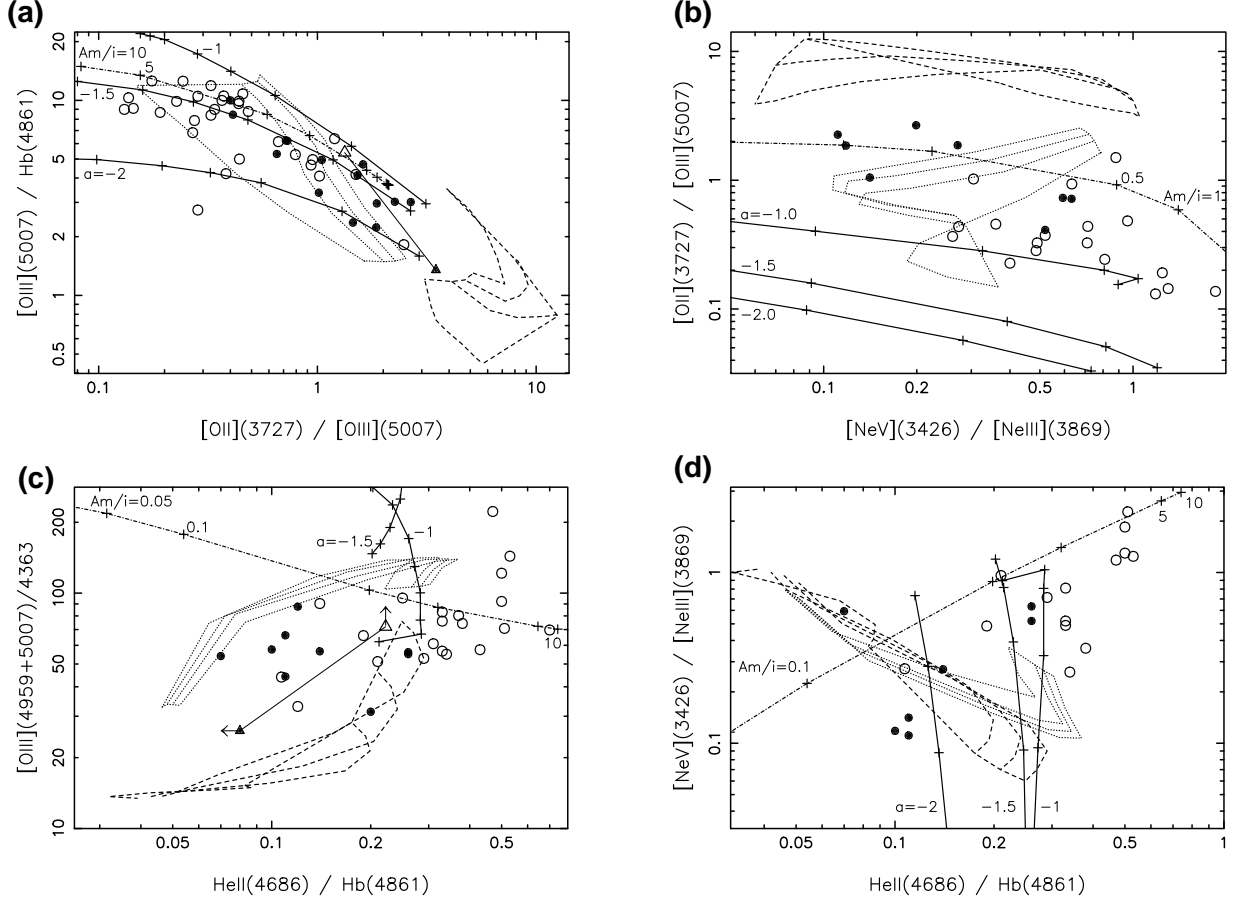 (a)
20
10
5
2
1
0.5
[OIII](5007) / Hb(4861)
Am/i=10
5
-1
-1.5
a=-2
0.1
1
10
[OII](3727) / [OIII](5007)
(b)
10
1
0.1
[OII](3727) / [OIII](5007)
0.5
Am/i=1
a=-1.0
-1.5
-2.0
0.1
0.2
0.5
1
[NeV](3426) / [NeIII](3869)
(c)
200
100
50
20
10
[OIII](4959+5007)/4363
Am/i=0.05
0.1
a=-1.5
-1
10
0.05
0.1
0.2
0.5
HeII(4686) / Hb(4861)
(d)
1
0.1
[NeV](3426) / [NeIII](3869)
5
10
Am/i=0.1
a=-2
-1.5
-1
0.05
0.1
0.2
0.5
1
HeII(4686) / Hb(4861)